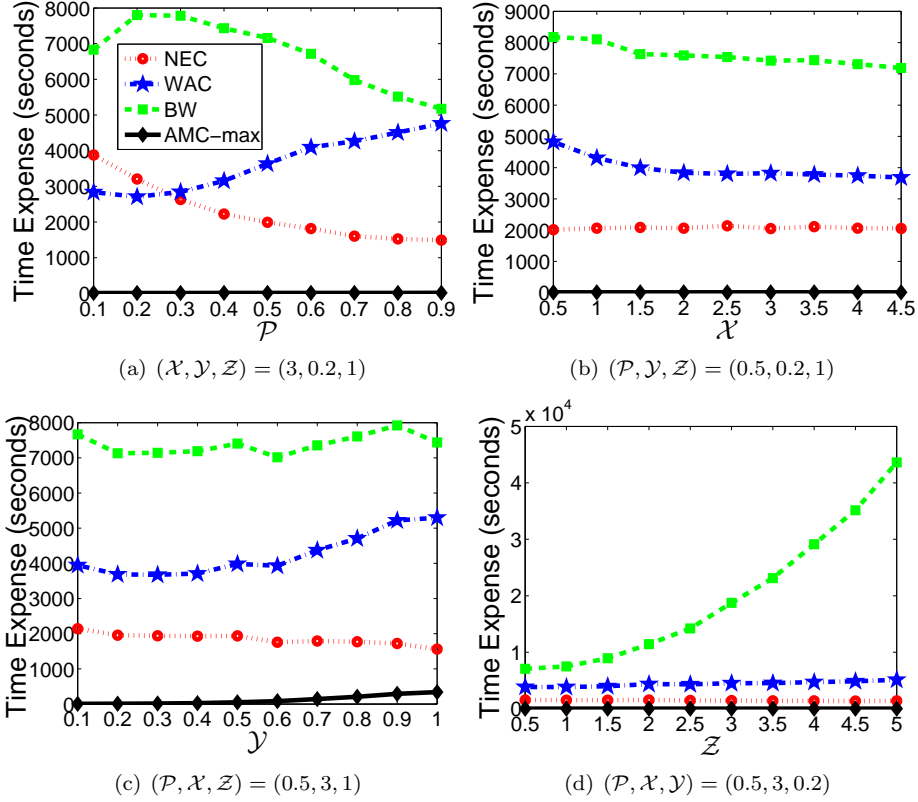 8000
7000
6000
5000
4000
3000
2000
1000
0
Time Expense (seconds)
NEC
WAC
BW
AMC−max
0.1 0.2 0.3 0.4 0.5 0.6 0.7 0.8 0.9
𝒫
(a) (𝒳, 𝒴, 𝒵) = (3, 0.2, 1)
9000
8000
7000
6000
5000
4000
3000
2000
1000
0
Time Expense (seconds)
0.5 1 1.5 2 2.5 3 3.5 4 4.5
𝒳
(b) (𝒫, 𝒴, 𝒵) = (0.5, 0.2, 1)
8000
7000
6000
5000
4000
3000
2000
1000
0
Time Expense (seconds)
0.1 0.2 0.3 0.4 0.5 0.6 0.7 0.8 0.9 1
𝒴
(c) (𝒫, 𝒳, 𝒵) = (0.5, 3, 1)
x 10^4
5
4
3
2
1
0
Time Expense (seconds)
0.5 1 1.5 2 2.5 3 3.5 4 4.5 5
𝒵
(d) (𝒫, 𝒳, 𝒴) = (0.5, 3, 0.2)